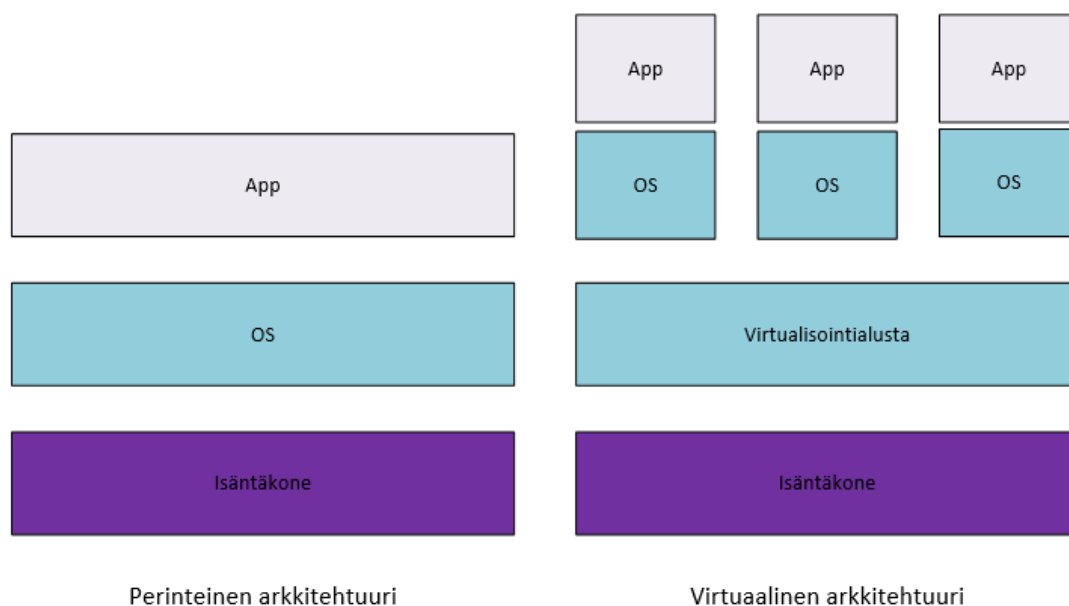 App
OS
Isäntäkone
Perinteinen arkkitehtuuri
App
App
App
OS
OS
OS
Virtualisointialusta
Isäntäkone
Virtuaalinen arkkitehtuuri